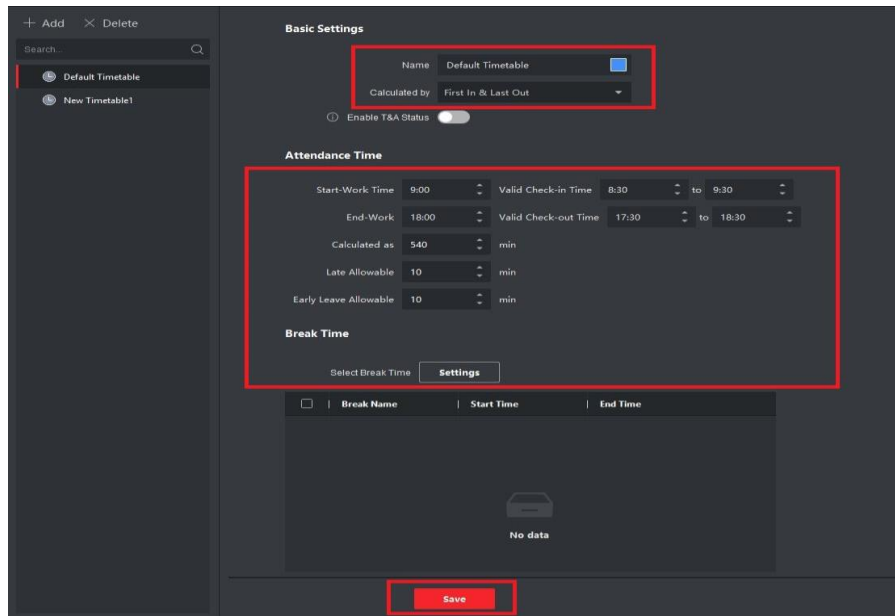 + Add × Delete
Search...
Default Timetable
New Timetable1
Basic Settings
Name Default Timetable
Calculated by First In & Last Out
Enable T&A Status
Attendance Time
Start-Work Time 9:00 Valid Check-in Time 8:30 to 9:30
End-Work 18:00 Valid Check-out Time 17:30 to 18:30
Calculated as 540 min
Late Allowable 10 min
Early Leave Allowable 10 min
Break Time
Select Break Time Settings
| Break Name | Start Time | End Time
No data
Save